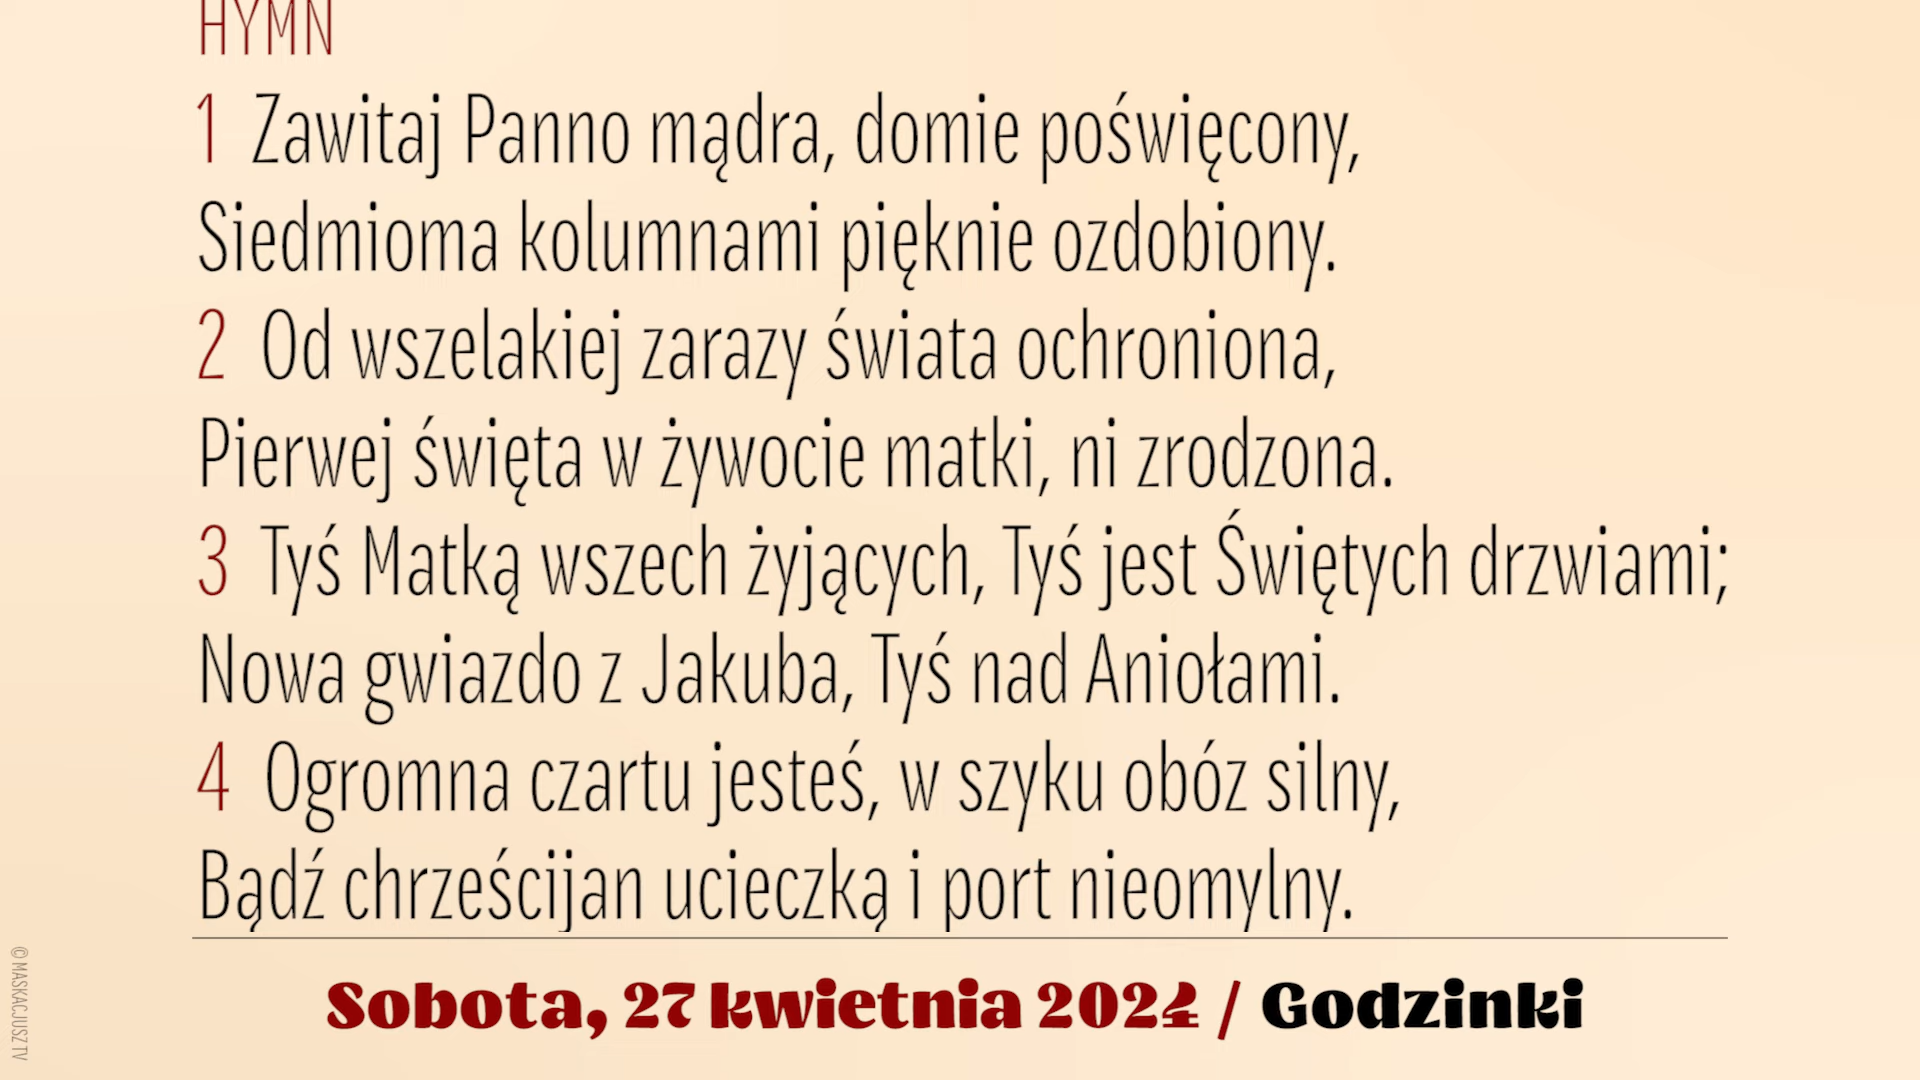 HYMN
1 Zawitaj Panno mądra, domie poświęcony,
Siedmioma kolumnami pięknie ozdobiony.
2 Od wszelakiej zarazy świata ochroniona,
Pierwej święta w żywocie matki, ni zrodzona.
3 Tyś Matką wszech żyjących, Tyś jest Świętych drzwiami;
Nowa gwiazdo z Jakuba, Tyś nad Aniołami.
4 Ogromna czartu jesteś, w szyku obóz silny,
Bądź chrześcijan ucieczką i port nieomylny.
Sobota, 27 kwietnia 2024 / Godzinki
© MASKACJUSZ TV